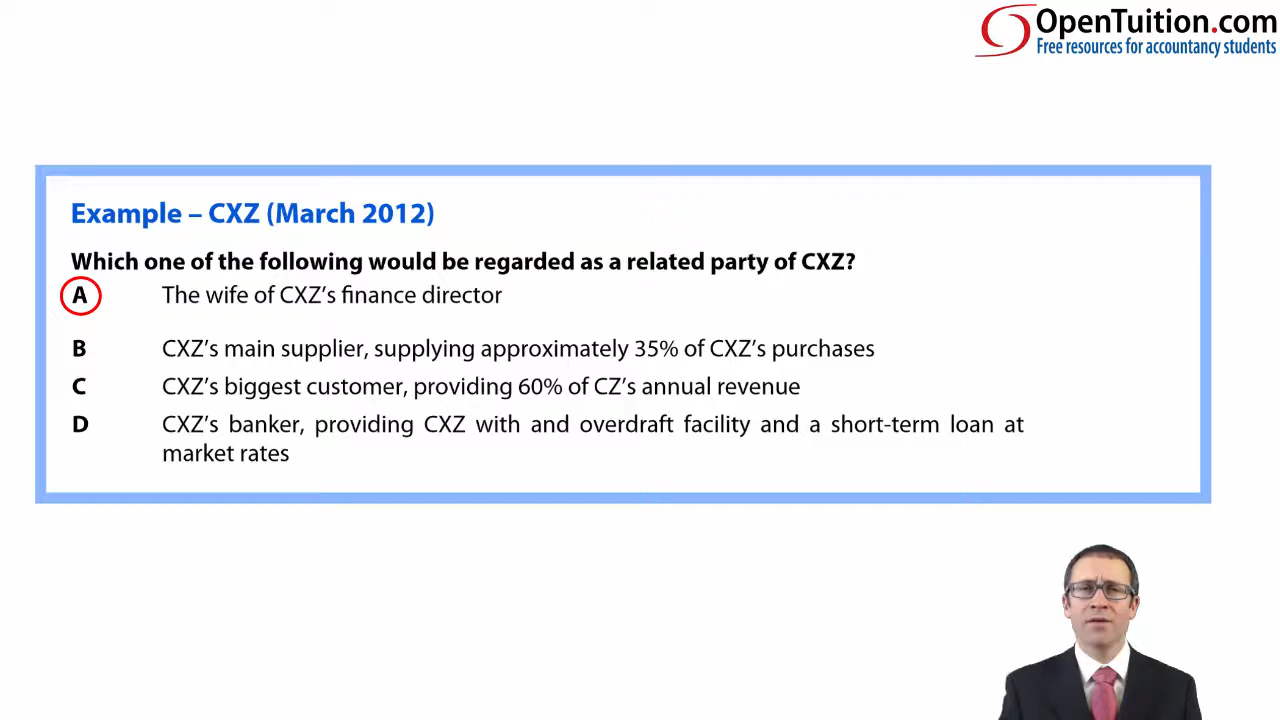 OpenTuition.com
Free resources for accountancy students
Example – CXZ (March 2012)
Which one of the following would be regarded as a related party of CXZ?
A The wife of CXZ's finance director
B CXZ's main supplier, supplying approximately 35% of CXZ's purchases
C CXZ's biggest customer, providing 60% of CZ's annual revenue
D CXZ's banker, providing CXZ with and overdraft facility and a short-term loan at
market rates